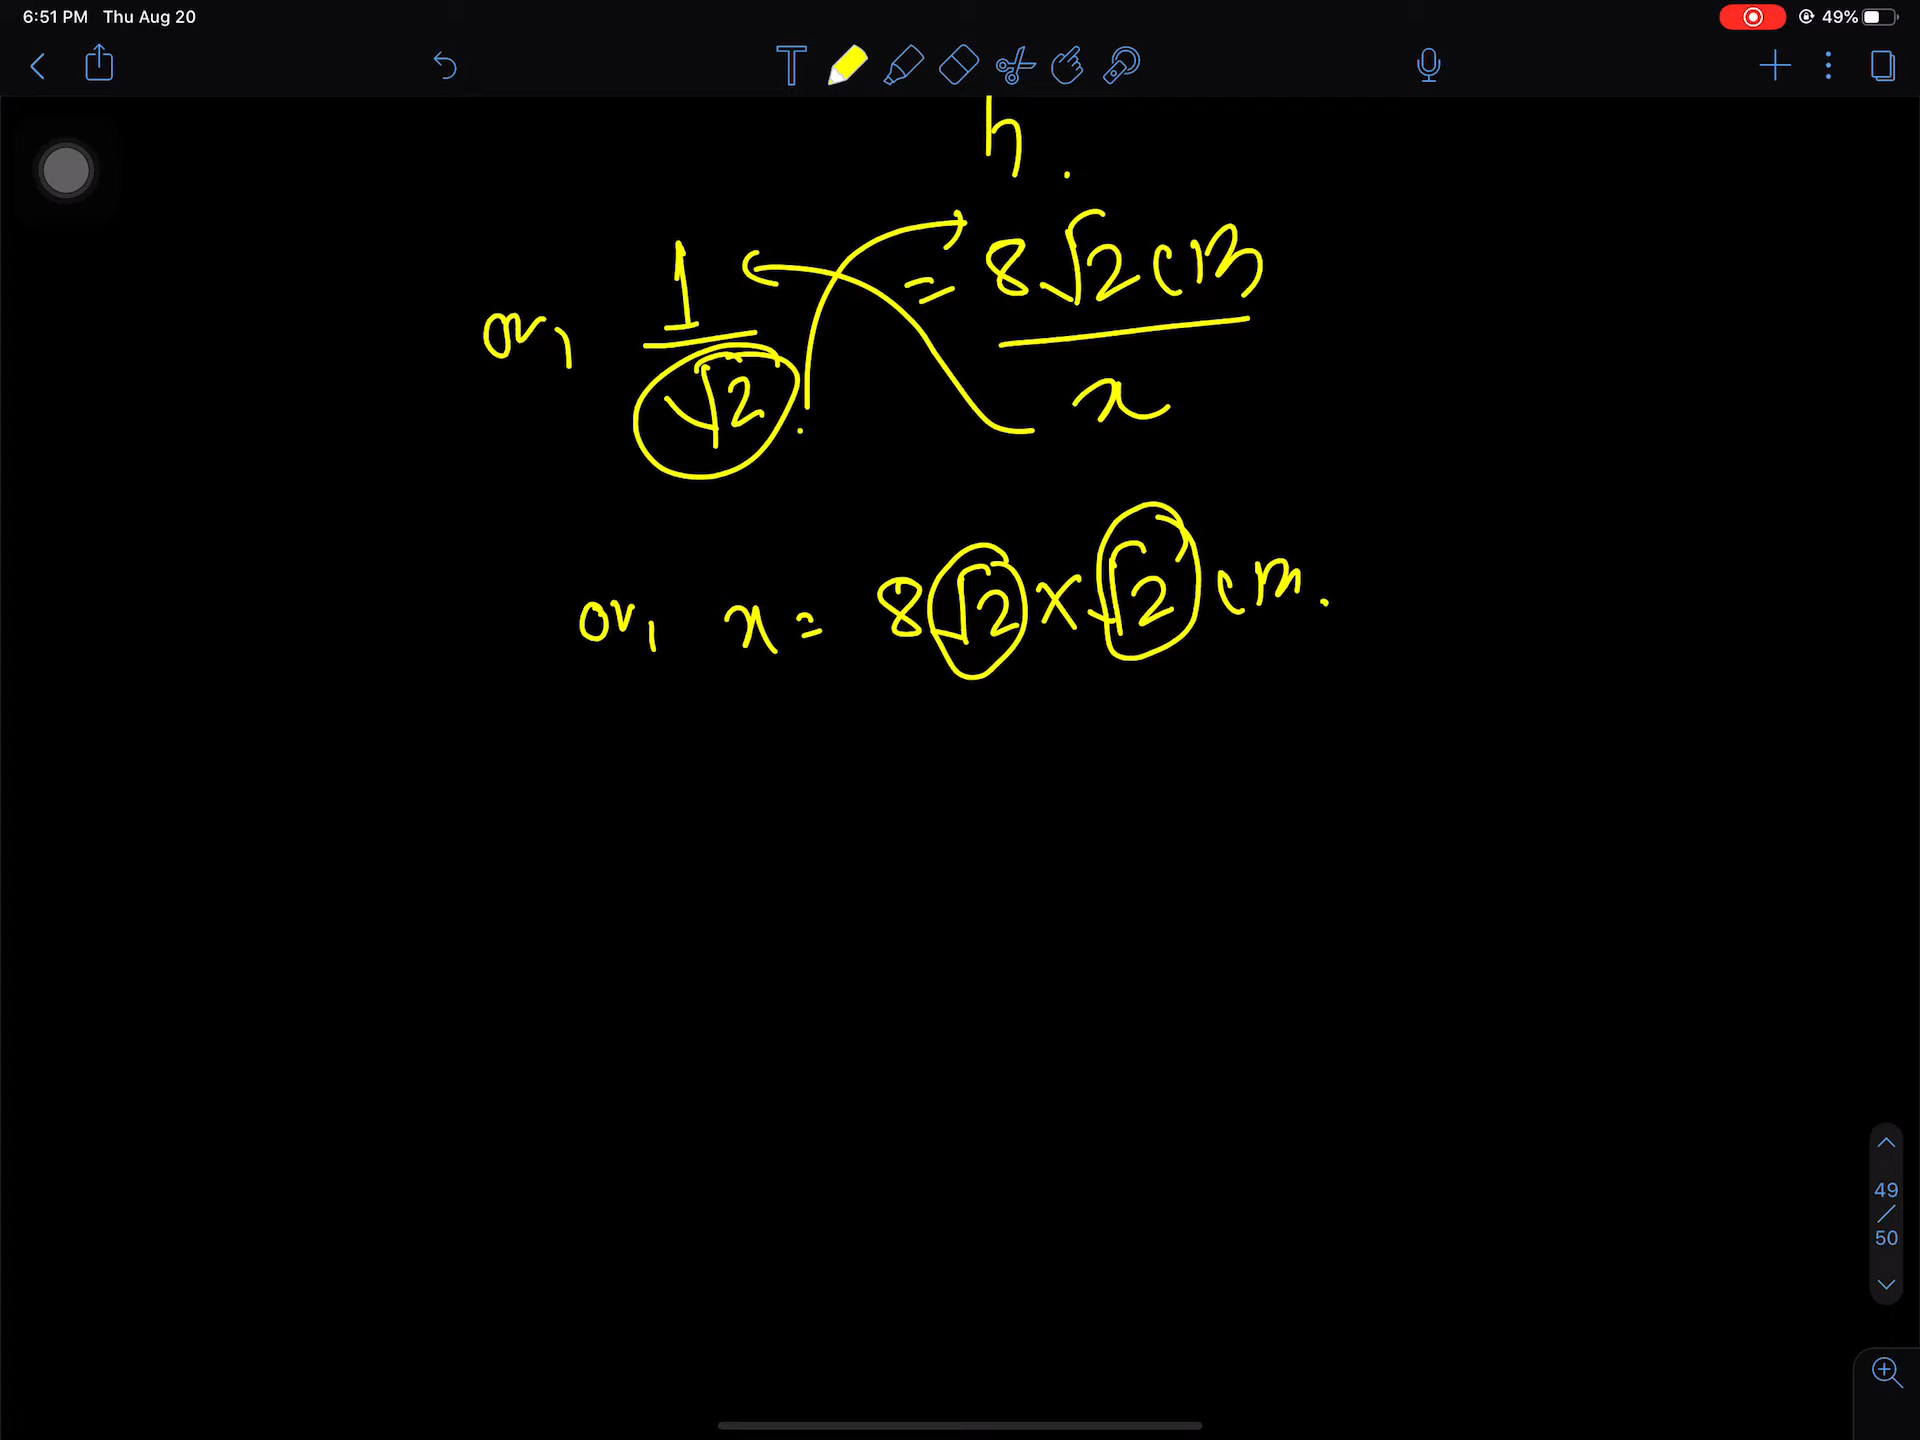 6:51 PM Thu Aug 20 49%
T
h .
or, 1/√2 = 8√2 cm/x
or, x = 8√2 × √2 cm.
49
/
50